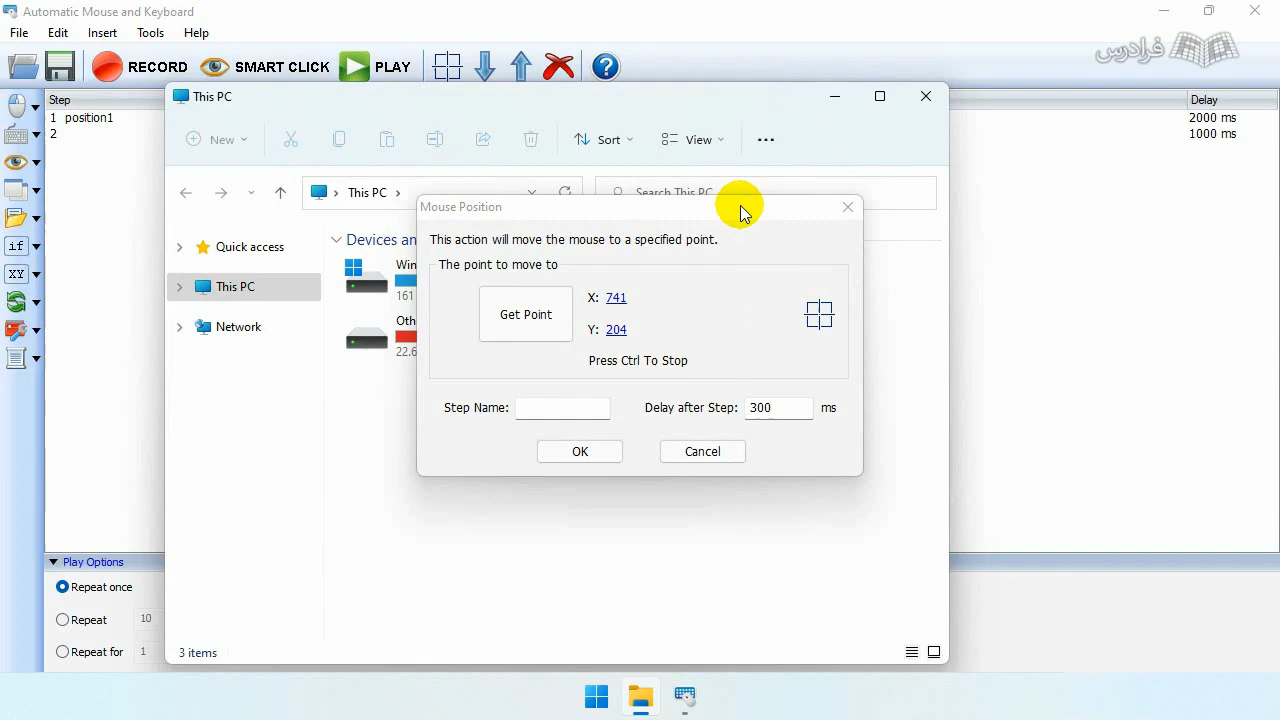 Automatic Mouse and Keyboard
File Edit Insert Tools Help
RECORD SMART CLICK PLAY
فرادرس
Step Delay
1 position1 2000 ms
2 1000 ms
This PC
New Sort View
This PC Search This PC
Quick access
This PC
Network
Devices an
Win
161
Oth
22.6
Mouse Position
This action will move the mouse to a specified point.
The point to move to
Get Point
X: 741
Y: 204
Press Ctrl To Stop
Step Name: Delay after Step: 300 ms
OK Cancel
if
XY
Play Options
Repeat once
Repeat 10
Repeat for 1
3 items